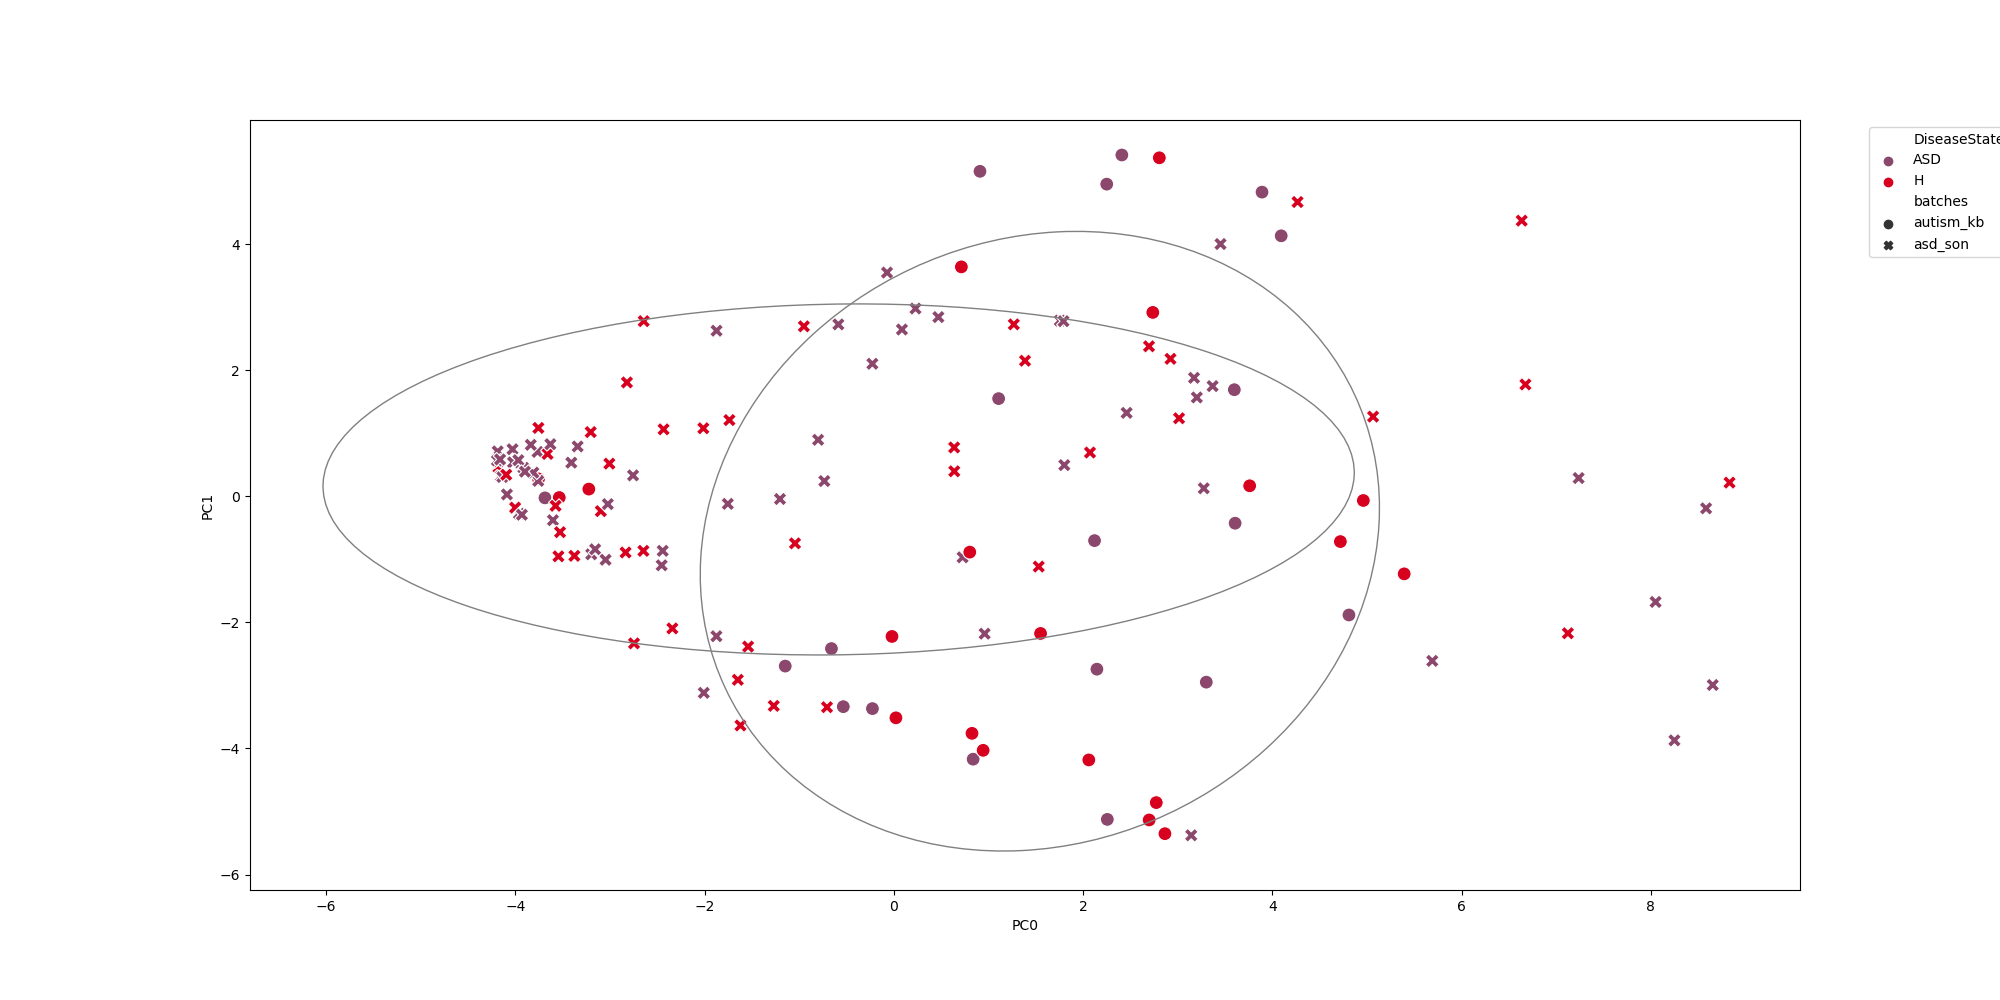 DiseaseState
ASD
H
batches
autism_kb
asd_son
4
2
0
−2
−4
−6
PC1
−6
−4
−2
0
2
4
6
8
PC0